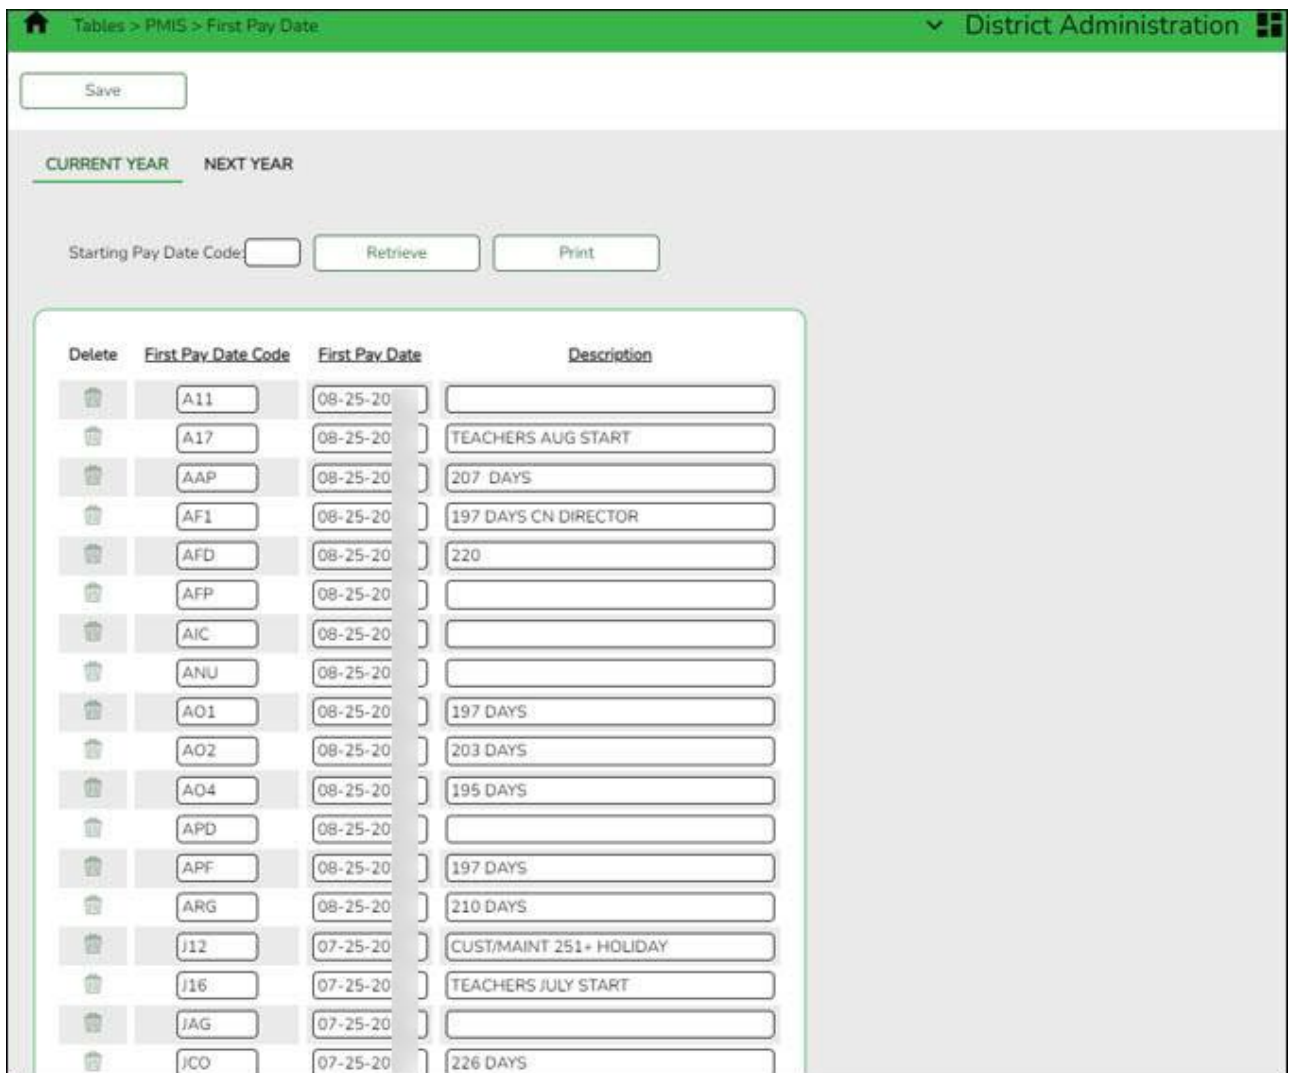 Tables > PMIS > First Pay Date District Administration
Save
CURRENT YEAR NEXT YEAR
Starting Pay Date Code: Retrieve Print
Delete First Pay Date Code First Pay Date Description
A11 08-25-20
A17 08-25-20 TEACHERS AUG START
AAP 08-25-20 207 DAYS
AF1 08-25-20 197 DAYS CN DIRECTOR
AFD 08-25-20 220
AFP 08-25-20
AIC 08-25-20
ANU 08-25-20
AO1 08-25-20 197 DAYS
AO2 08-25-20 203 DAYS
AO4 08-25-20 195 DAYS
APD 08-25-20
APF 08-25-20 197 DAYS
ARG 08-25-20 210 DAYS
J12 07-25-20 CUST/MAINT 251+ HOLIDAY
J16 07-25-20 TEACHERS JULY START
JAG 07-25-20
JCO 07-25-20 226 DAYS